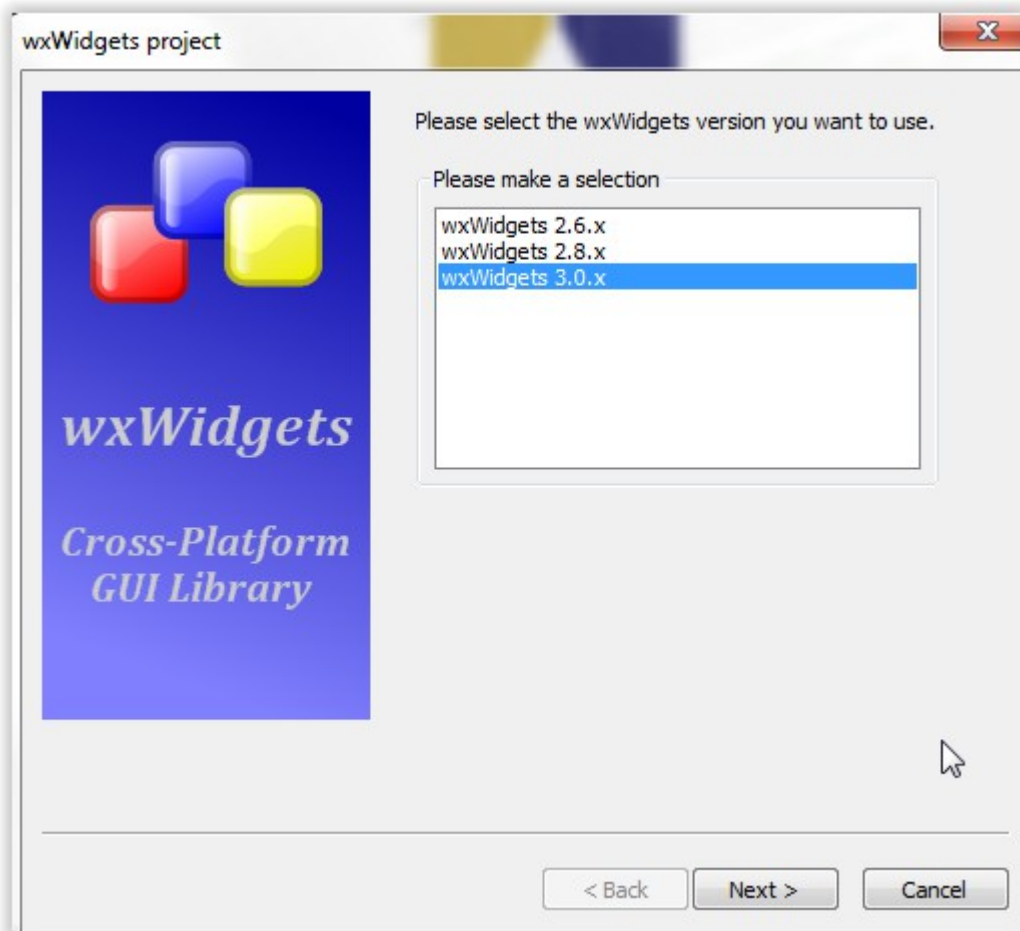 wxWidgets project
Please select the wxWidgets version you want to use.
Please make a selection
wxWidgets 2.6.x
wxWidgets 2.8.x
wxWidgets 3.0.x
wxWidgets
Cross-Platform
GUI Library
< Back
Next >
Cancel